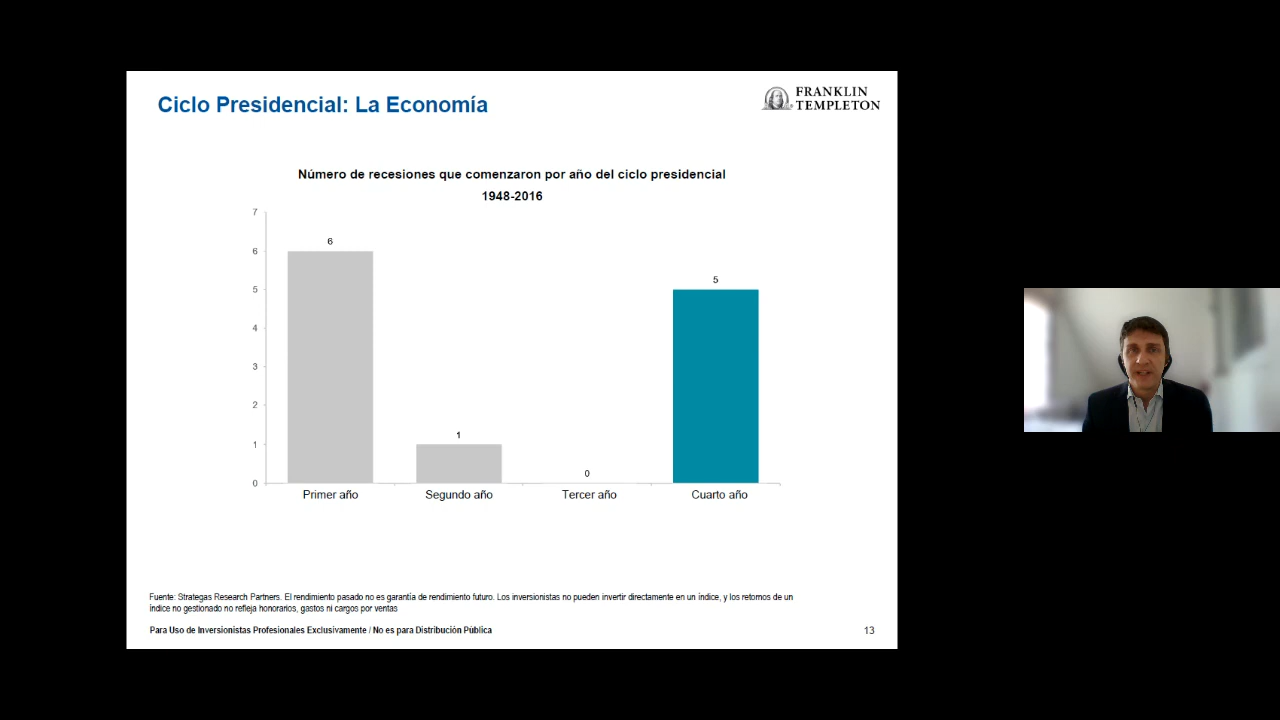 Ciclo Presidencial: La Economía
FRANKLIN
TEMPLETON
Número de recesiones que comenzaron por año del ciclo presidencial
1948-2016
7
6
5
4
3
2
1
0
6
1
0
5
Primer año
Segundo año
Tercer año
Cuarto año
Fuente: Strategas Research Partners. El rendimiento pasado no es garantía de rendimiento futuro. Los inversionistas no pueden invertir directamente en un índice, y los retornos de un
índice no gestionado no refleja honorarios, gastos ni cargos por ventas
Para Uso de Inversionistas Profesionales Exclusivamente / No es para Distribución Pública
13